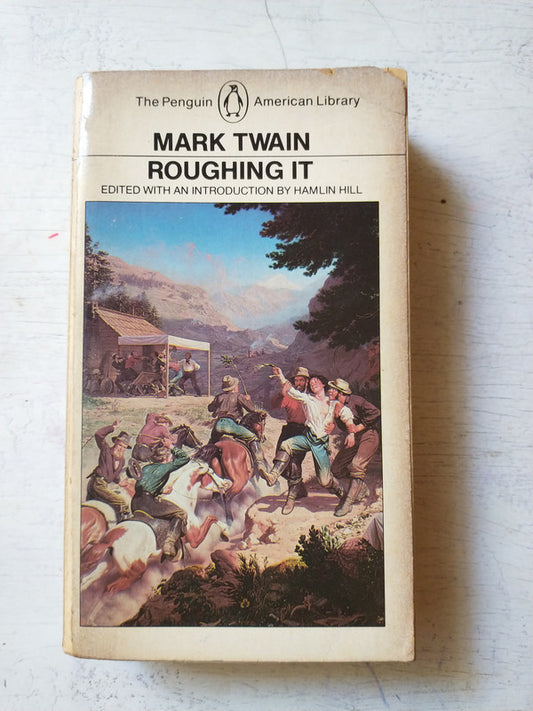 The Penguin American Library
MARK TWAIN
ROUGHING IT
EDITED WITH AN INTRODUCTION BY HAMLIN HILL